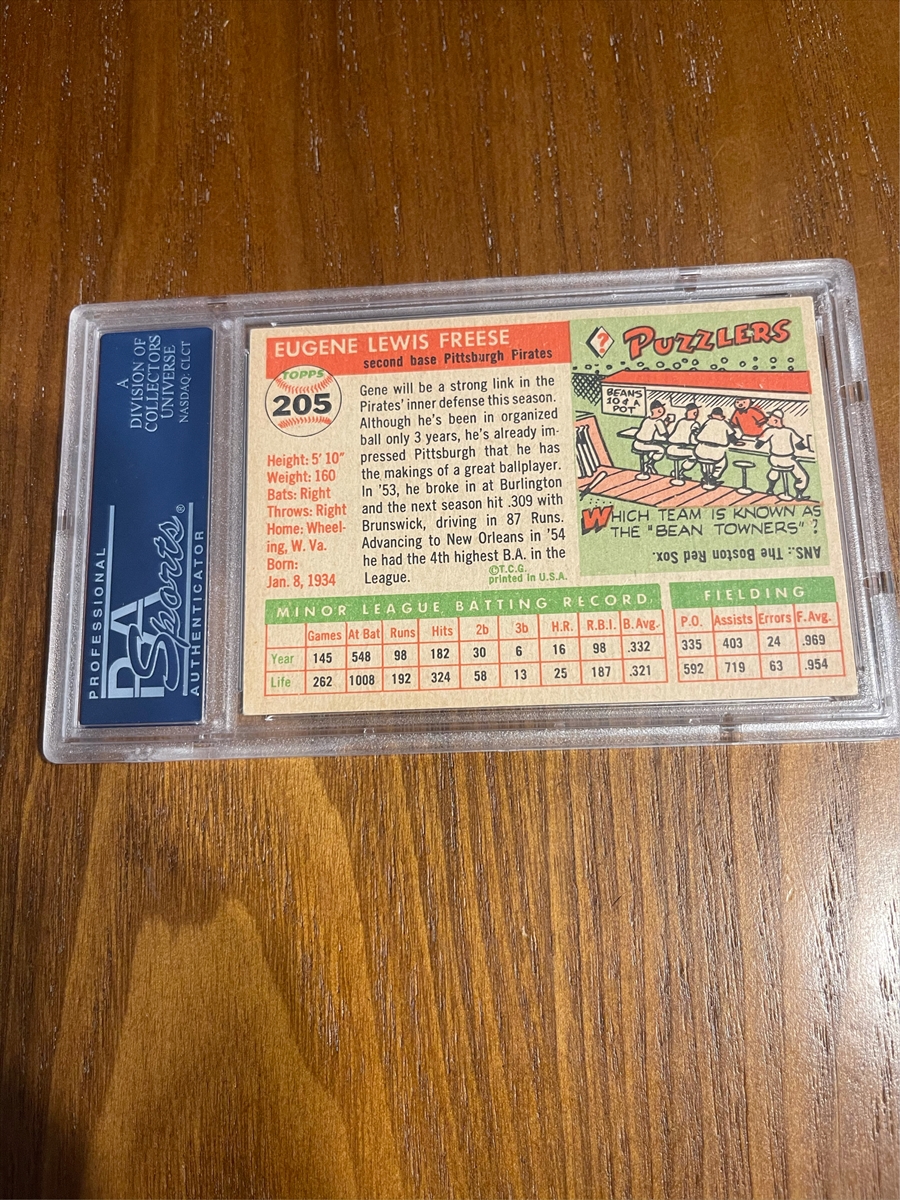 A
DIVISION OF
COLLECTORS
UNIVERSE
NASDAQ: CLCT
PROFESSIONAL
PSA
Sports®
AUTHENTICATOR
EUGENE LEWIS FREESE
second base Pittsburgh Pirates
TOPPS
205
Height: 5' 10"
Weight: 160
Bats: Right
Throws: Right
Home: Wheel-
ing, W. Va.
Born:
Jan. 8, 1934
Gene will be a strong link in the
Pirates' inner defense this season.
Although he's been in organized
ball only 3 years, he's already im-
pressed Pittsburgh that he has
the makings of a great ballplayer.
In '53, he broke in at Burlington
and the next season hit .309 with
Brunswick, driving in 87 Runs.
Advancing to New Orleans in '54
he had the 4th highest B.A. in the
League.
©T.C.G.
printed in U.S.A.
? PUZZLERS
BEANS
10¢ A
POT
WHICH TEAM IS KNOWN AS
THE "BEAN TOWNERS"?
ANS.: The Boston Red Sox.
MINOR LEAGUE BATTING RECORD
Games At Bat Runs Hits 2b 3b H.R. R.B.I. B. Avg.
Year 145 548 98 182 30 6 16 98 .332
Life 262 1008 192 324 58 13 25 187 .321
FIELDING
P.O. Assists Errors F. Avg.
335 403 24 .969
592 719 63 .954